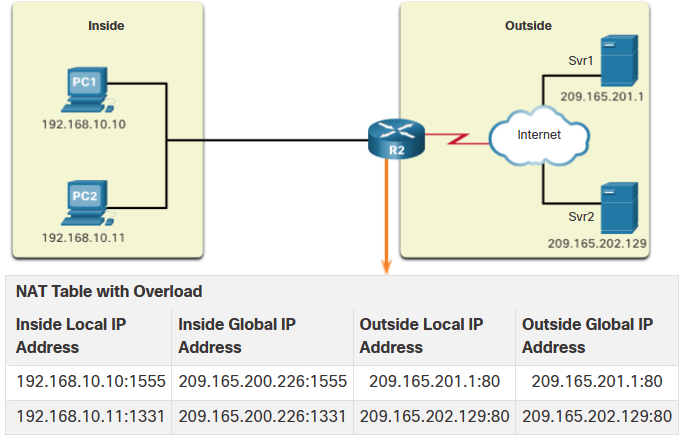 Inside
Outside
PC1
192.168.10.10
PC2
192.168.10.11
R2
Internet
Svr1
209.165.201.1
Svr2
209.165.202.129
NAT Table with Overload
Inside Local IP Address
Inside Global IP Address
Outside Local IP Address
Outside Global IP Address
192.168.10.10:1555 209.165.200.226:1555 209.165.201.1:80 209.165.201.1:80
192.168.10.11:1331 209.165.200.226:1331 209.165.202.129:80 209.165.202.129:80